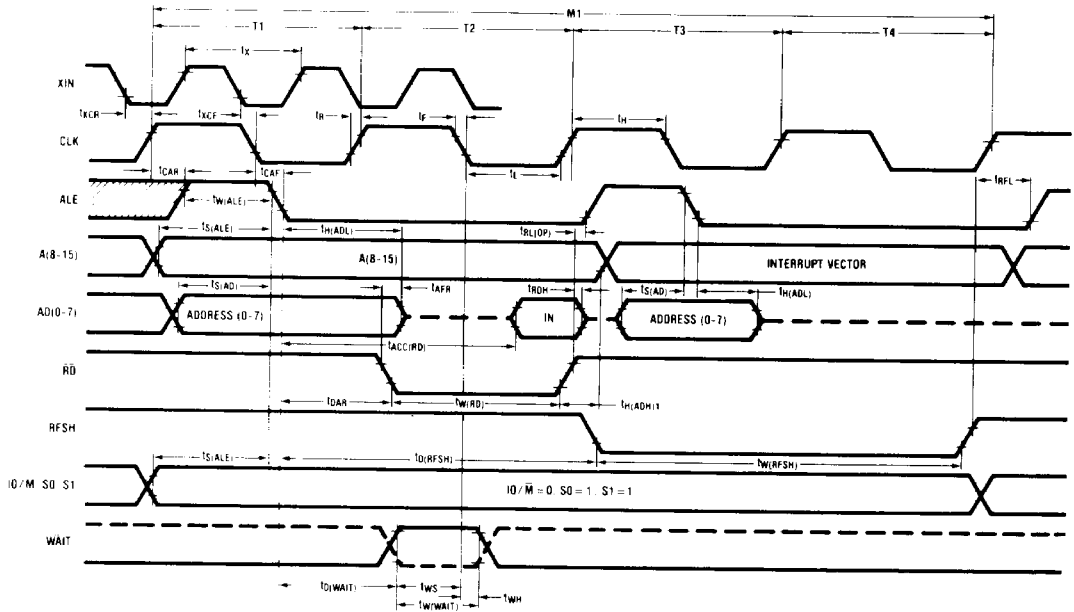 M1
T1 T2 T3 T4
tX
XIN
tXCR tXCF tR tF tH
CLK
tCAR tCAF tL tRFL
ALE
tW(ALE)
tS(ALE) tH(ADL) tRL(OP)
A(8-15) A(8-15) INTERRUPT VECTOR
tS(AD) tAFR tRDH tS(AD) tH(ADL)
AD(0-7) ADDRESS (0-7) IN ADDRESS (0-7)
tACC(RD)
RD
tDAR tW(RD) tH(ADH)1
RFSH
tS(ALE) tD(RFSH) tW(RFSH)
IO/M S0 S1 IO/M = 0, S0 = 1, S1 = 1
WAIT
tD(WAIT) tWS tWH
tW(WAIT)